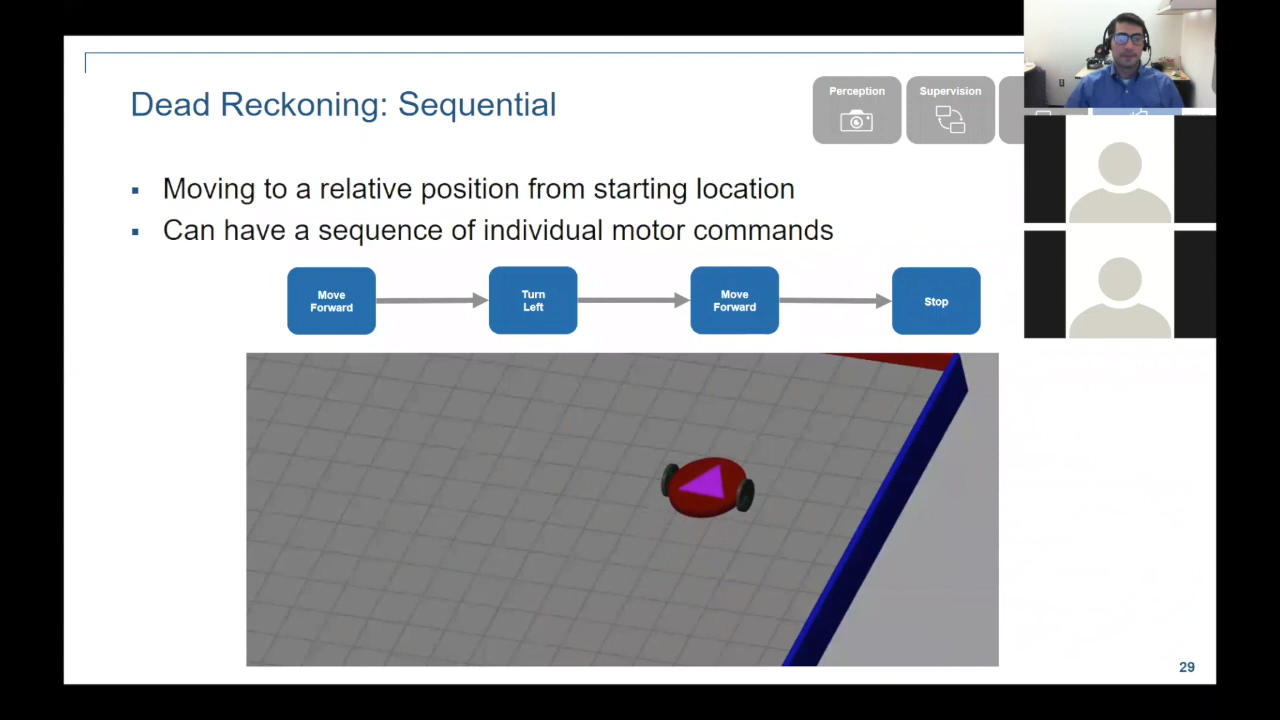 Dead Reckoning: Sequential
Perception
Supervision
Moving to a relative position from starting location
Can have a sequence of individual motor commands
Move
Forward
Turn
Left
Move
Forward
Stop
29